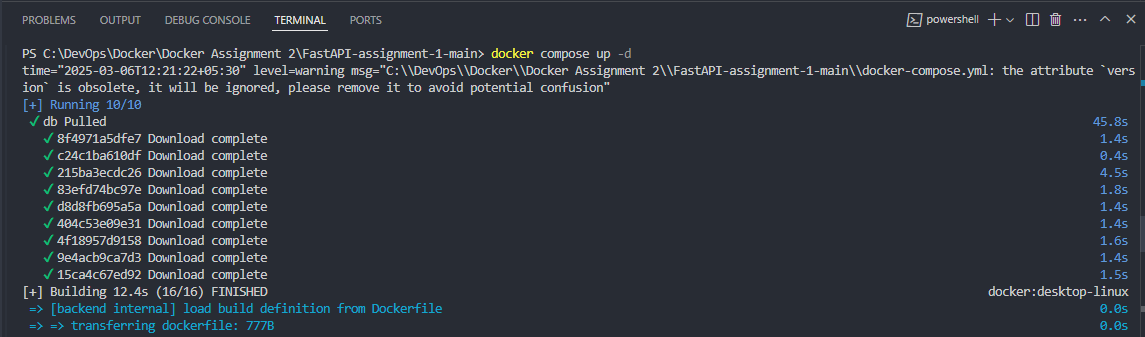 PROBLEMS OUTPUT DEBUG CONSOLE TERMINAL PORTS powershell
PS C:\DevOps\Docker\Docker Assignment 2\FastAPI-assignment-1-main> docker compose up -d
time="2025-03-06T12:21:22+05:30" level=warning msg="C:\\DevOps\\Docker\\Docker Assignment 2\\FastAPI-assignment-1-main\\docker-compose.yml: the attribute `vers
ion` is obsolete, it will be ignored, please remove it to avoid potential confusion"
[+] Running 10/10
✓ db Pulled 45.8s
✓ 8f4971a5dfe7 Download complete 1.4s
✓ c24c1ba610df Download complete 0.4s
✓ 215ba3ecdc26 Download complete 4.5s
✓ 83efd74bc97e Download complete 1.8s
✓ d8d8fb695a5a Download complete 1.4s
✓ 404c53e09e31 Download complete 1.4s
✓ 4f18957d9158 Download complete 1.6s
✓ 9e4acb9ca7d3 Download complete 1.4s
✓ 15ca4c67ed92 Download complete 1.5s
[+] Building 12.4s (16/16) FINISHED docker:desktop-linux
=> [backend internal] load build definition from Dockerfile 0.0s
=> => transferring dockerfile: 777B 0.0s